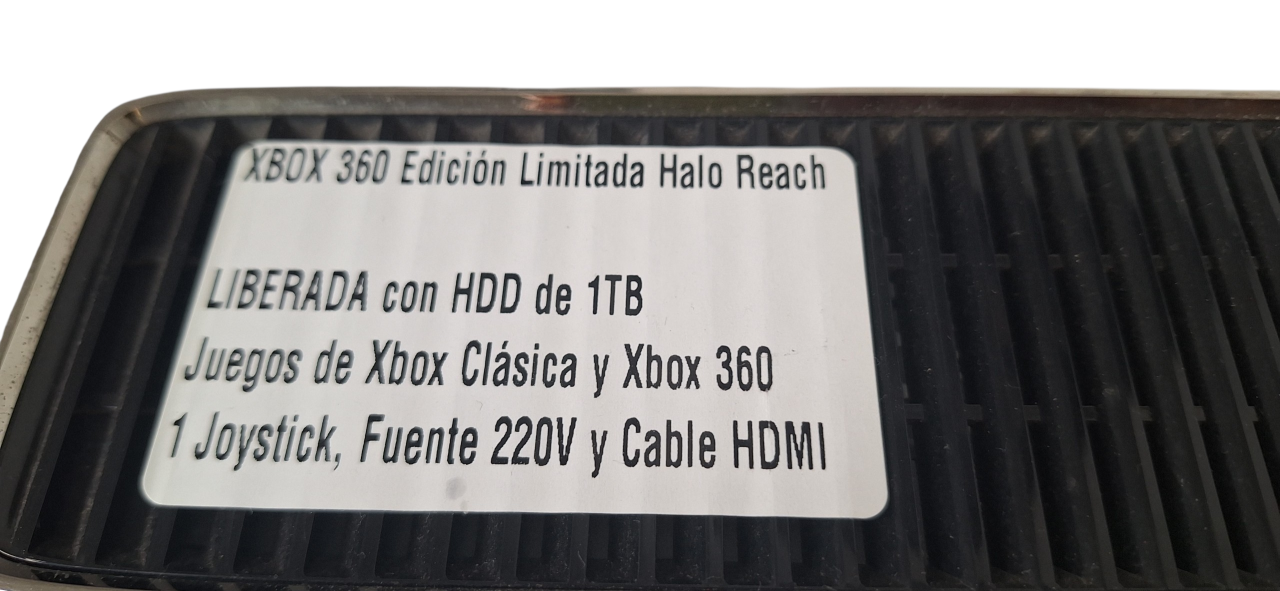 XBOX 360 Edición Limitada Halo Reach
LIBERADA con HDD de 1TB
Juegos de Xbox Clásica y Xbox 360
1 Joystick, Fuente 220V y Cable HDMI